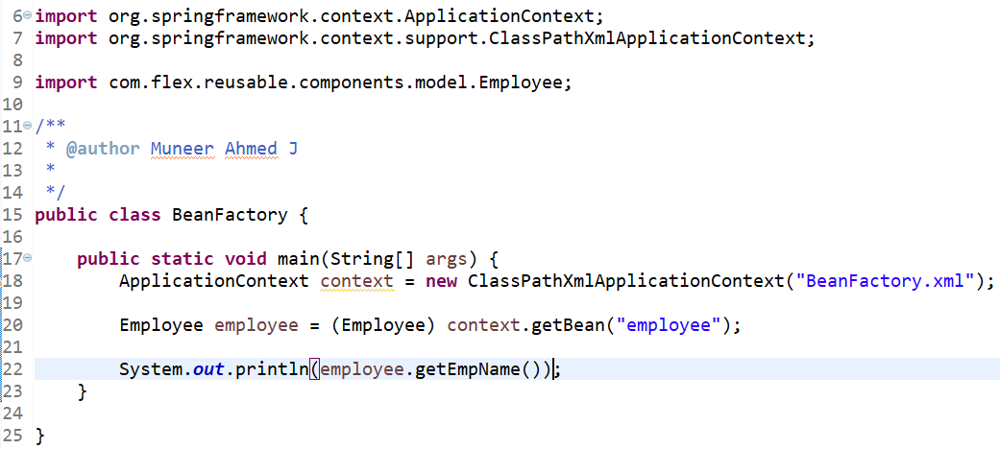 6 import org.springframework.context.ApplicationContext;
7 import org.springframework.context.support.ClassPathXmlApplicationContext;
8
9 import com.flex.reusable.components.model.Employee;
10
11 /**
12  * @author Muneer Ahmed J
13  *
14  */
15 public class BeanFactory {
16
17     public static void main(String[] args) {
18         ApplicationContext context = new ClassPathXmlApplicationContext("BeanFactory.xml");
19
20         Employee employee = (Employee) context.getBean("employee");
21
22         System.out.println(employee.getEmpName());
23     }
24
25 }